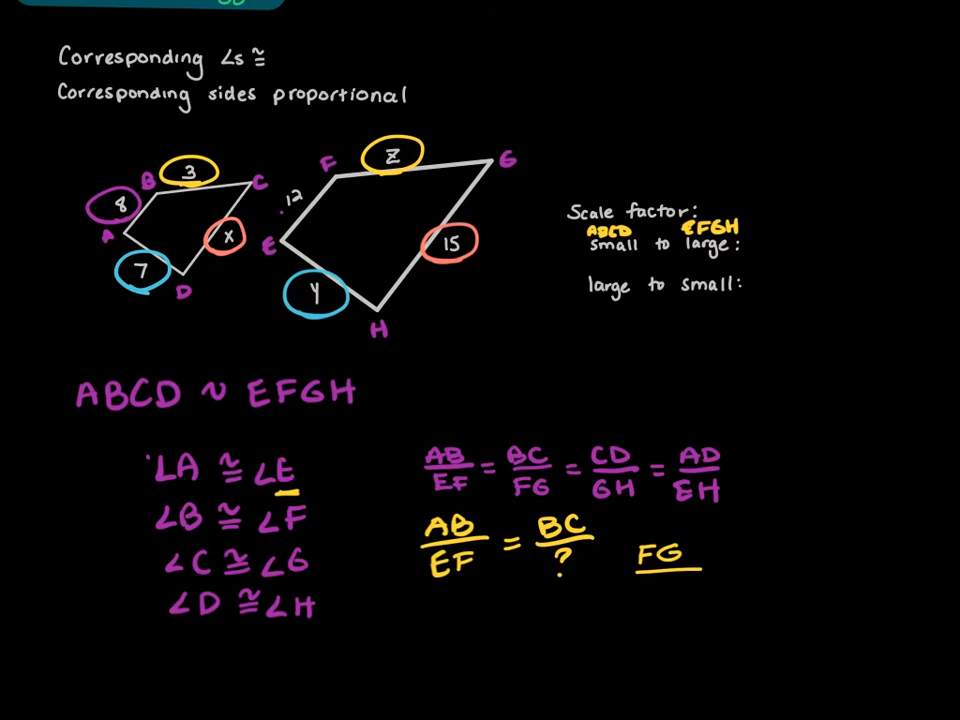 Corresponding ∠s ≅
Corresponding sides proportional
B 3 C
8
A
7
D
X
F Z G
12
E
15
Y
H
Scale factor:
ABCD EFGH
small to large:
large to small:
ABCD ~ EFGH
∠A ≅ ∠E
∠B ≅ ∠F
∠C ≅ ∠G
∠D ≅ ∠H
AB/EF = BC/FG = CD/GH = AD/EH
AB/EF = BC/?
FG